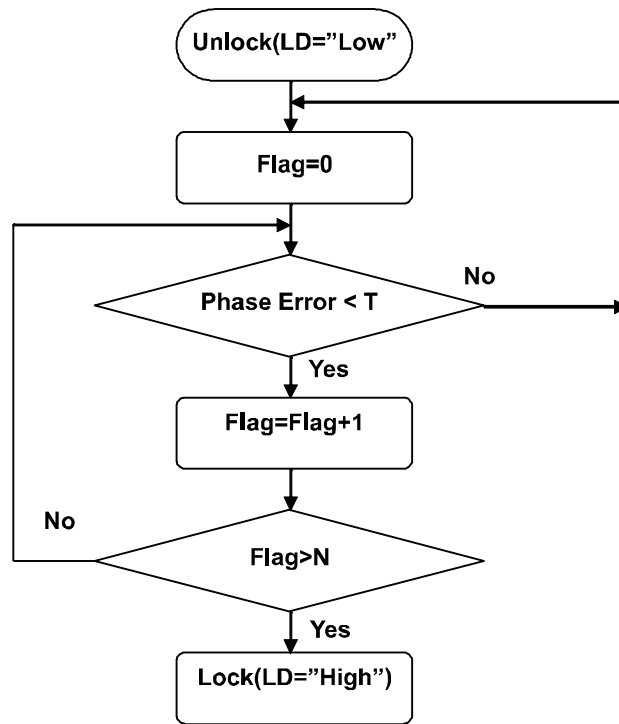 Unlock(LD=”Low”
Flag=0
Phase Error < T
No
Yes
Flag=Flag+1
No
Flag>N
Yes
Lock(LD=”High”)